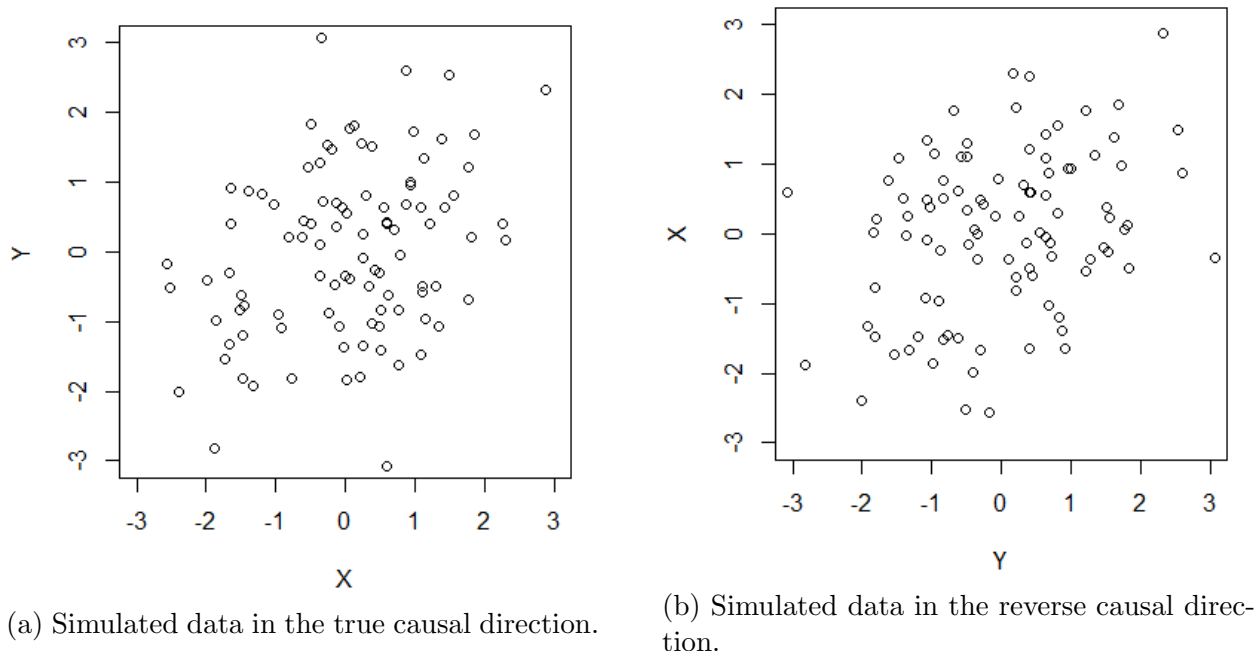 3
2
1
0
-1
-2
-3
Y
-3 -2 -1 0 1 2 3
X
(a) Simulated data in the true causal direction.
3
2
1
0
-1
-2
-3
X
-3 -2 -1 0 1 2 3
Y
(b) Simulated data in the reverse causal direc-
tion.